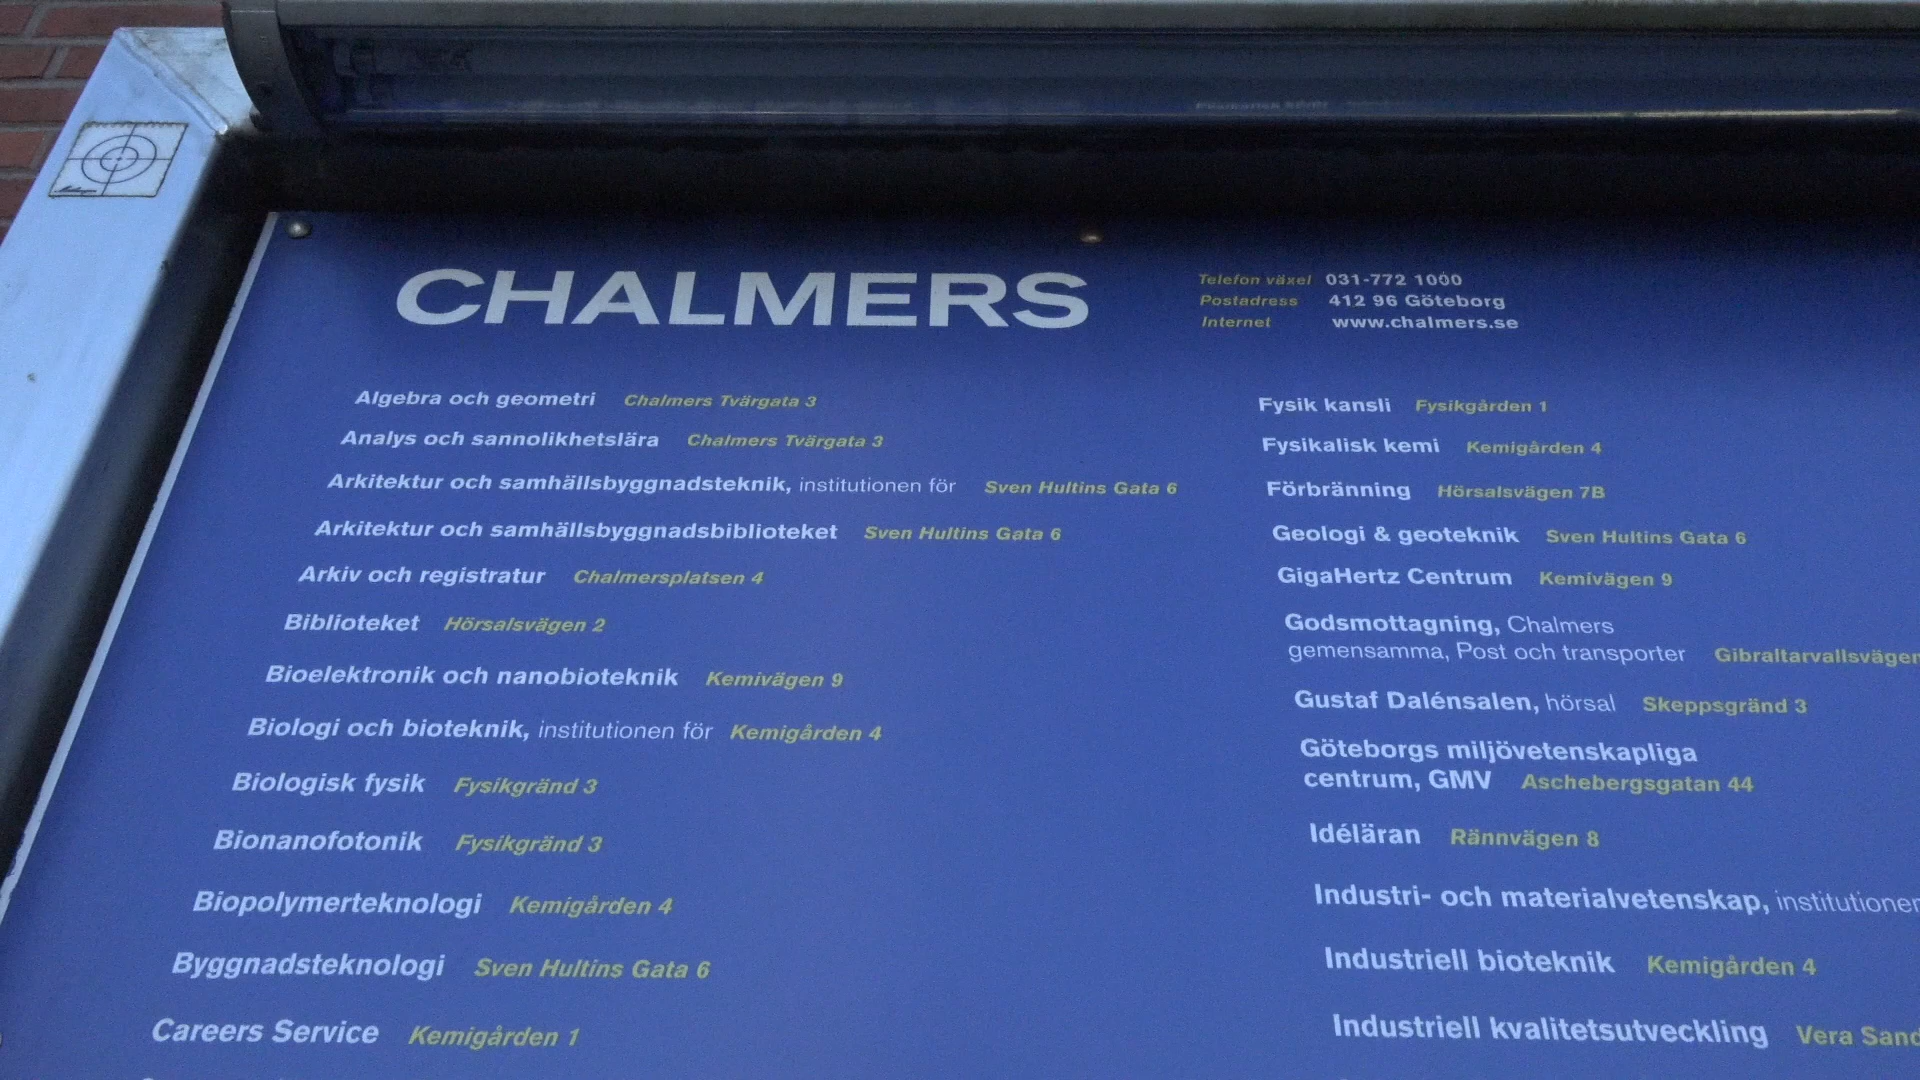 CHALMERS
Telefon växel 031-772 1000
Postadress 412 96 Göteborg
Internet www.chalmers.se
Algebra och geometri Chalmers Tvärgata 3
Analys och sannolikhetslära Chalmers Tvärgata 3
Arkitektur och samhällsbyggnadsteknik, institutionen för Sven Hultins Gata 6
Arkitektur och samhällsbyggnadsbiblioteket Sven Hultins Gata 6
Arkiv och registratur Chalmersplatsen 4
Biblioteket Hörsalsvägen 2
Bioelektronik och nanobioteknik Kemivägen 9
Biologi och bioteknik, institutionen för Kemigården 4
Biologisk fysik Fysikgränd 3
Bionanofotonik Fysikgränd 3
Biopolymerteknologi Kemigården 4
Byggnadsteknologi Sven Hultins Gata 6
Careers Service Kemigården 1
Fysik kansli Fysikgården 1
Fysikalisk kemi Kemigården 4
Förbränning Hörsalsvägen 7B
Geologi & geoteknik Sven Hultins Gata 6
GigaHertz Centrum Kemivägen 9
Godsmottagning, Chalmers
gemensamma, Post och transporter Gibraltarvallsvägen
Gustaf Dalénsalen, hörsal Skeppsgränd 3
Göteborgs miljövetenskapliga
centrum, GMV Aschebergsgatan 44
Idéläran Rännvägen 8
Industri- och materialvetenskap, institutionen
Industriell bioteknik Kemigården 4
Industriell kvalitetsutveckling Vera Sand